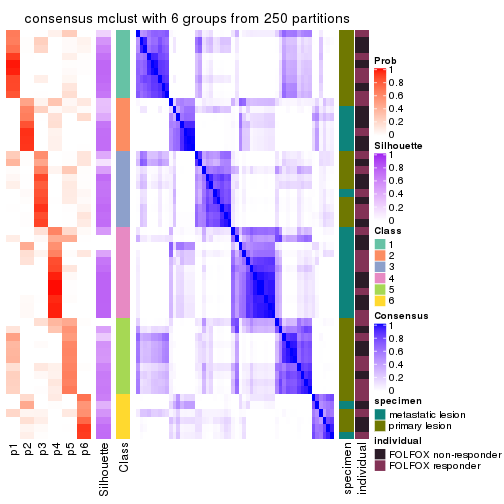 consensus mclust with 6 groups from 250 partitions
Prob
1
0.8
0.6
0.4
0.2
0
Silhouette
1
0.8
0.6
0.4
0.2
0
Class
1
2
3
4
5
6
Consensus
1
0.8
0.6
0.4
0.2
0
specimen
metastatic lesion
primary lesion
individual
FOLFOX non-responder
FOLFOX responder
p1
p2
p3
p4
p5
p6
Silhouette
Class
specimen
individual